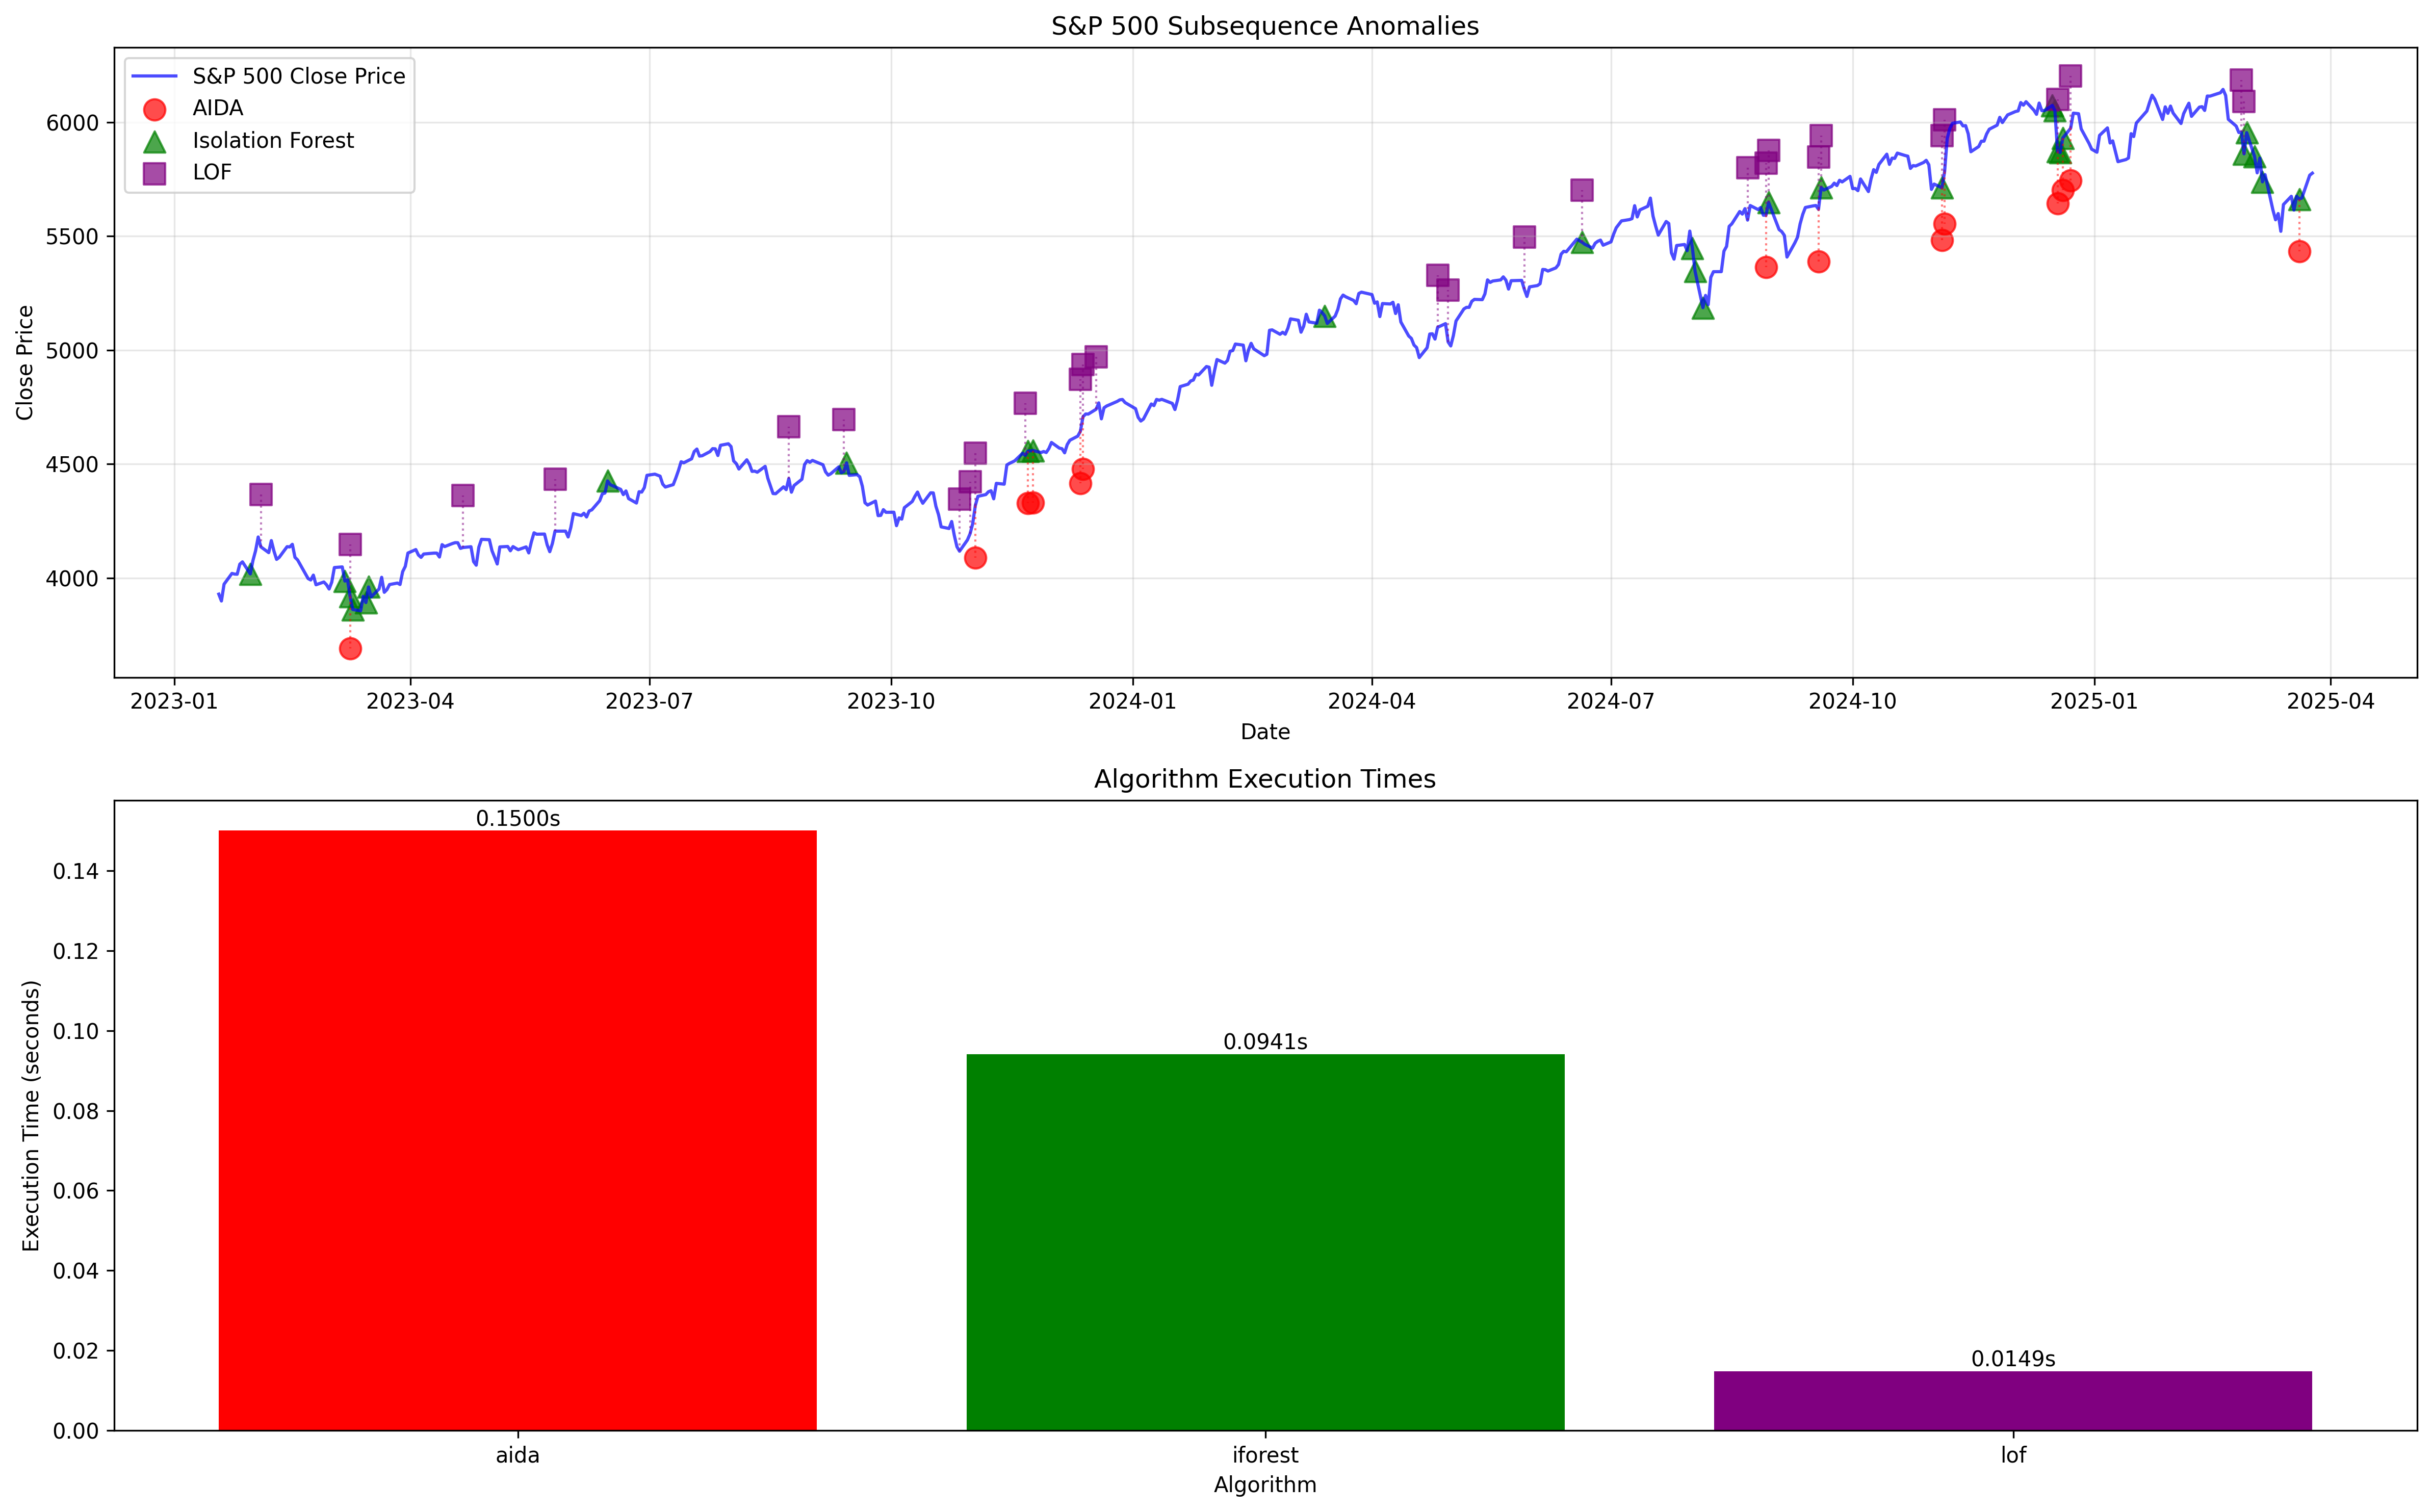 S&P 500 Subsequence Anomalies
S&P 500 Close Price
AIDA
Isolation Forest
LOF
Close Price
6000
5500
5000
4500
4000
2023-01 2023-04 2023-07 2023-10 2024-01 2024-04 2024-07 2024-10 2025-01 2025-04
Date
Algorithm Execution Times
Execution Time (seconds)
0.14
0.12
0.10
0.08
0.06
0.04
0.02
0.00
0.1500s
0.0941s
0.0149s
aida iforest lof
Algorithm